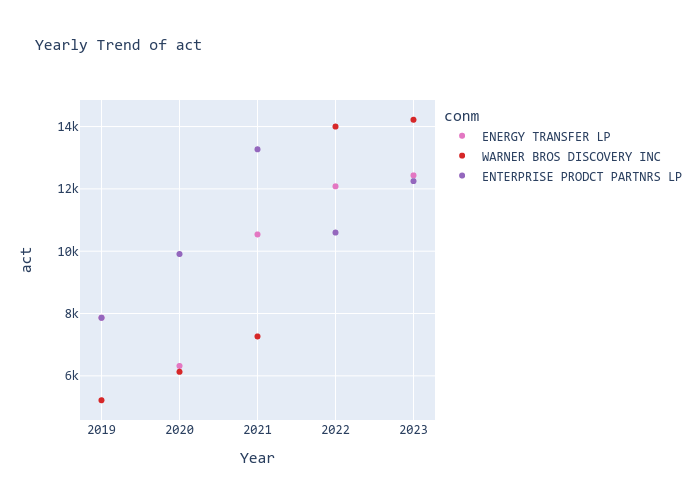 Yearly Trend of act
conm
ENERGY TRANSFER LP
WARNER BROS DISCOVERY INC
ENTERPRISE PRODCT PARTNRS LP
14k
12k
10k
8k
6k
act
2019 2020 2021 2022 2023
Year